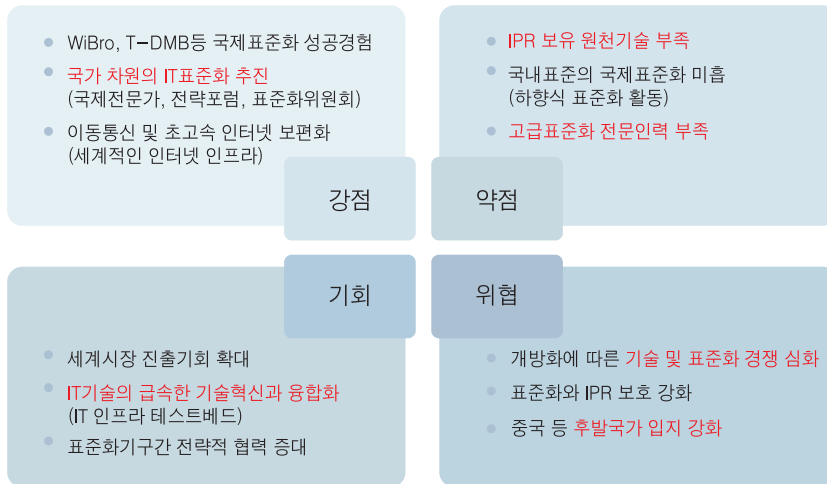 WiBro, T-DMB등 국제표준화 성공경험
국가 차원의 IT표준화 추진
(국제전문가, 전략포럼, 표준화위원회)
이동통신 및 초고속 인터넷 보편화
(세계적인 인터넷 인프라)
강점
IPR 보유 원천기술 부족
국내표준의 국제표준화 미흡
(하향식 표준화 활동)
고급표준화 전문인력 부족
약점
기회
세계시장 진출기회 확대
IT기술의 급속한 기술혁신과 융합화
(IT 인프라 테스트베드)
표준화기구간 전략적 협력 증대
위협
개방화에 따른 기술 및 표준화 경쟁 심화
표준화와 IPR 보호 강화
중국 등 후발국가 입지 강화